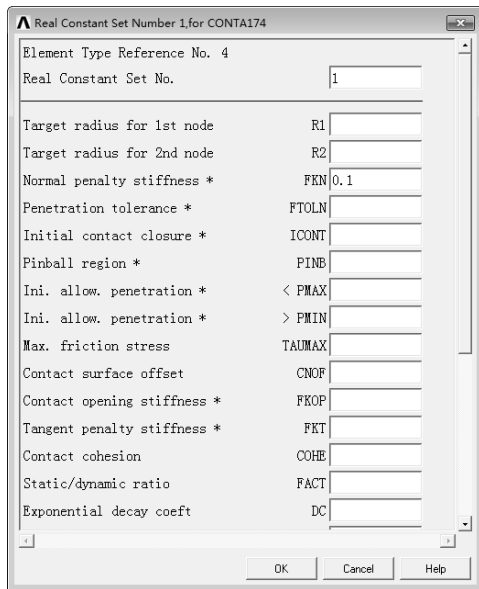 Real Constant Set Number 1,for CONTA174
Element Type Reference No. 4
Real Constant Set No. 1
Target radius for 1st node R1
Target radius for 2nd node R2
Normal penalty stiffness * FKN 0.1
Penetration tolerance * FTOLN
Initial contact closure * ICONT
Pinball region * PINB
Ini. allow. penetration * < PMAX
Ini. allow. penetration * > PMIN
Max. friction stress TAUMAX
Contact surface offset CNOF
Contact opening stiffness * FKOP
Tangent penalty stiffness * FKT
Contact cohesion COHE
Static/dynamic ratio FACT
Exponential decay coeft DC
OK Cancel Help